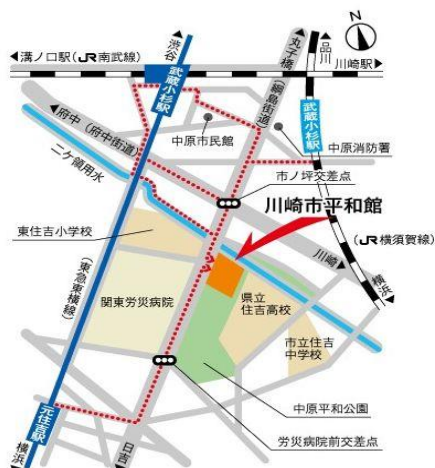 渋谷
丸子橋
品川
N
◀溝ノ口駅(JR南武線)
川崎駅▶
武蔵小杉駅
(綱島街道)
武蔵小杉駅
◀府中(府中街道)
中原市民館
中原消防署
二ケ領用水
市ノ坪交差点
川崎市平和館
東住吉小学校
(JR横須賀線)
川崎
横浜
(東急東横線)
関東労災病院
県立
住吉高校
市立住吉
中学校
中原平和公園
元住吉駅
労災病院前交差点
横浜
日吉